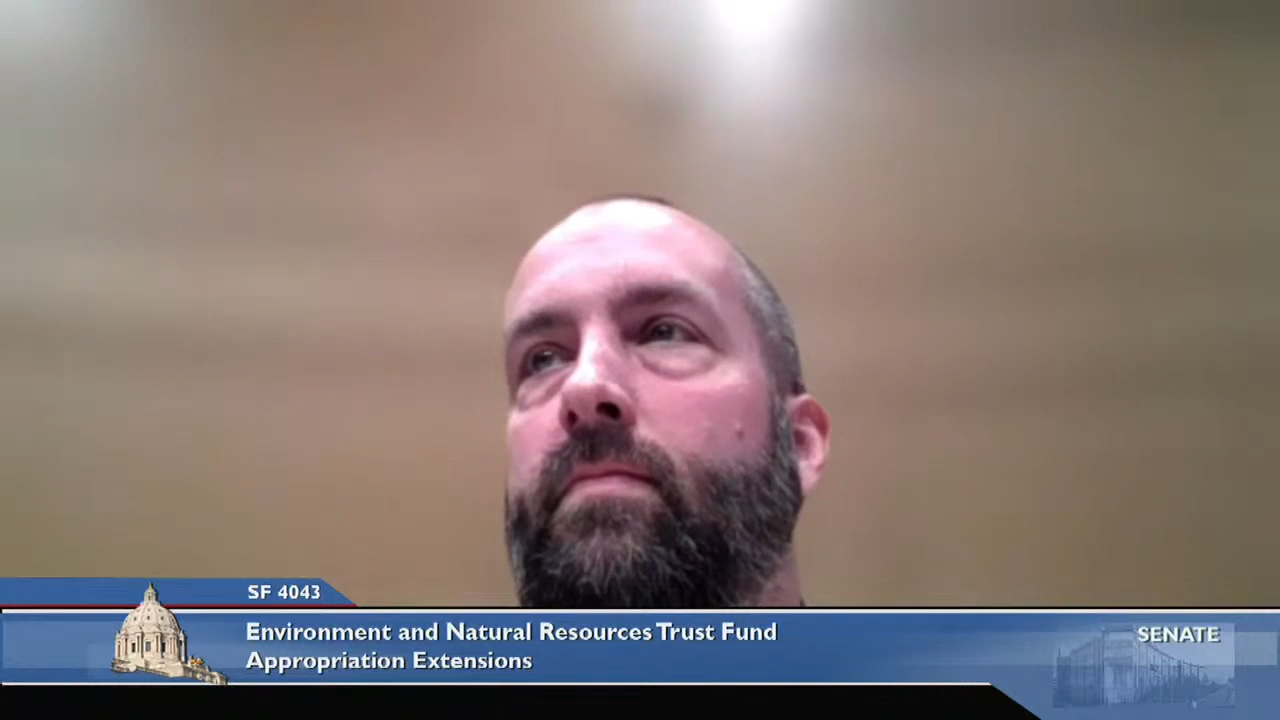 SF 4043
Environment and Natural Resources Trust Fund
Appropriation Extensions
SENATE